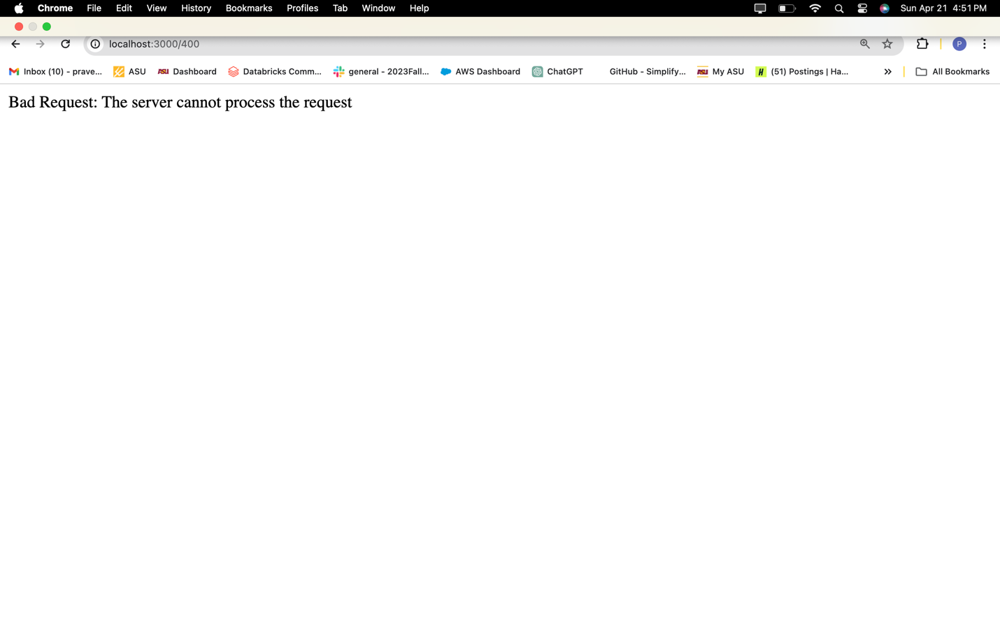 Chrome File Edit View History Bookmarks Profiles Tab Window Help Sun Apr 21 4:51 PM
localhost:3000/400 P
Inbox (10) - prave... ASU ASU Dashboard Databricks Comm... general - 2023Fall... AWS Dashboard ChatGPT GitHub - Simplify... ASU My ASU H (51) Postings | Ha... » All Bookmarks
Bad Request: The server cannot process the request